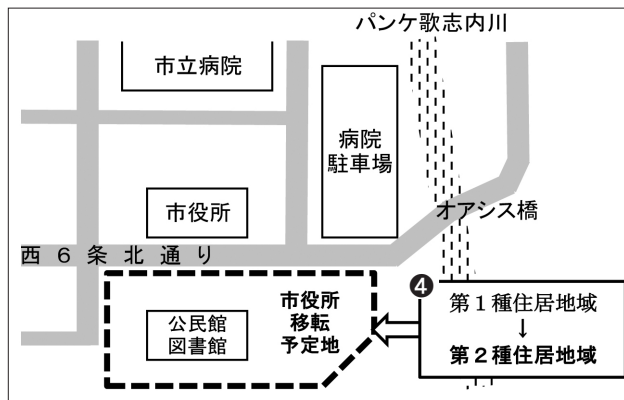 パンケ歌志内川
市立病院
病院
駐車場
市役所
オアシス橋
西６条北通り
市役所
移転
予定地
公民館
図書館
❹
第１種住居地域
↓
第２種住居地域